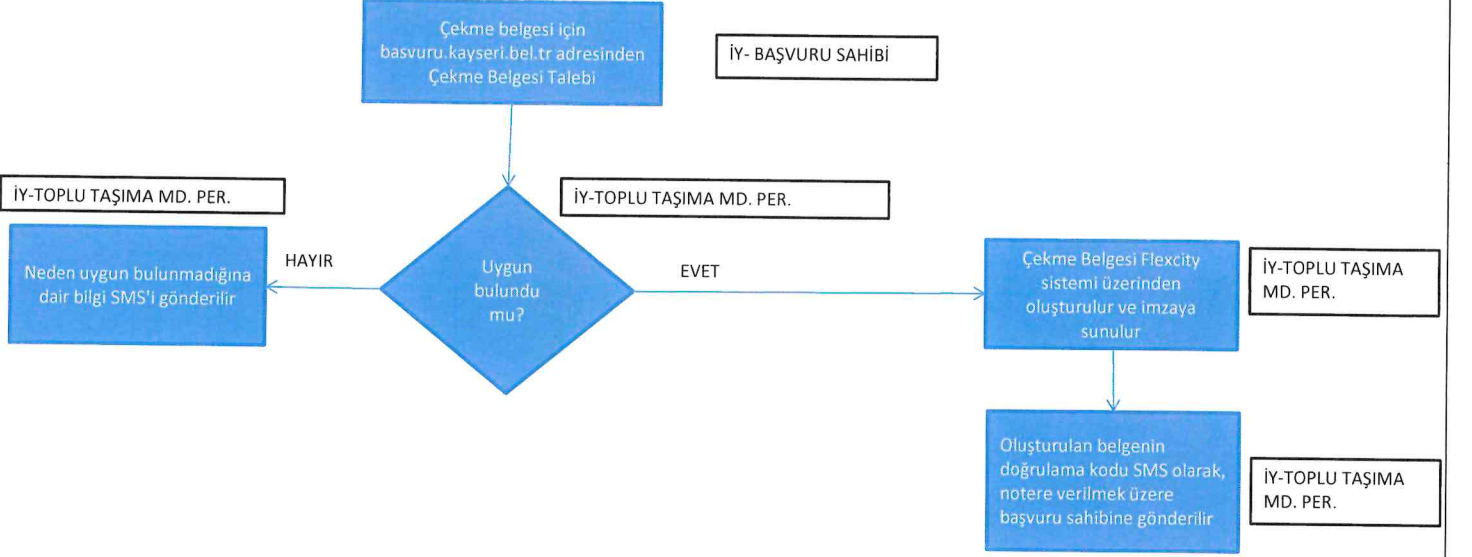 Çekme belgesi için
basvuru.kayseri.bel.tr adresinden
Çekme Belgesi Talebi
İY- BAŞVURU SAHİBİ
İY-TOPLU TAŞIMA MD. PER.
İY-TOPLU TAŞIMA MD. PER.
Neden uygun bulunmadığına
dair bilgi SMS'i gönderilir
HAYIR
Uygun
bulundu
mu?
EVET
Çekme Belgesi Flexcity
sistemi üzerinden
oluşturulur ve imzaya
sunulur
İY-TOPLU TAŞIMA
MD. PER.
Oluşturulan belgenin
doğrulama kodu SMS olarak,
notere verilmek üzere
başvuru sahibine gönderilir
İY-TOPLU TAŞIMA
MD. PER.